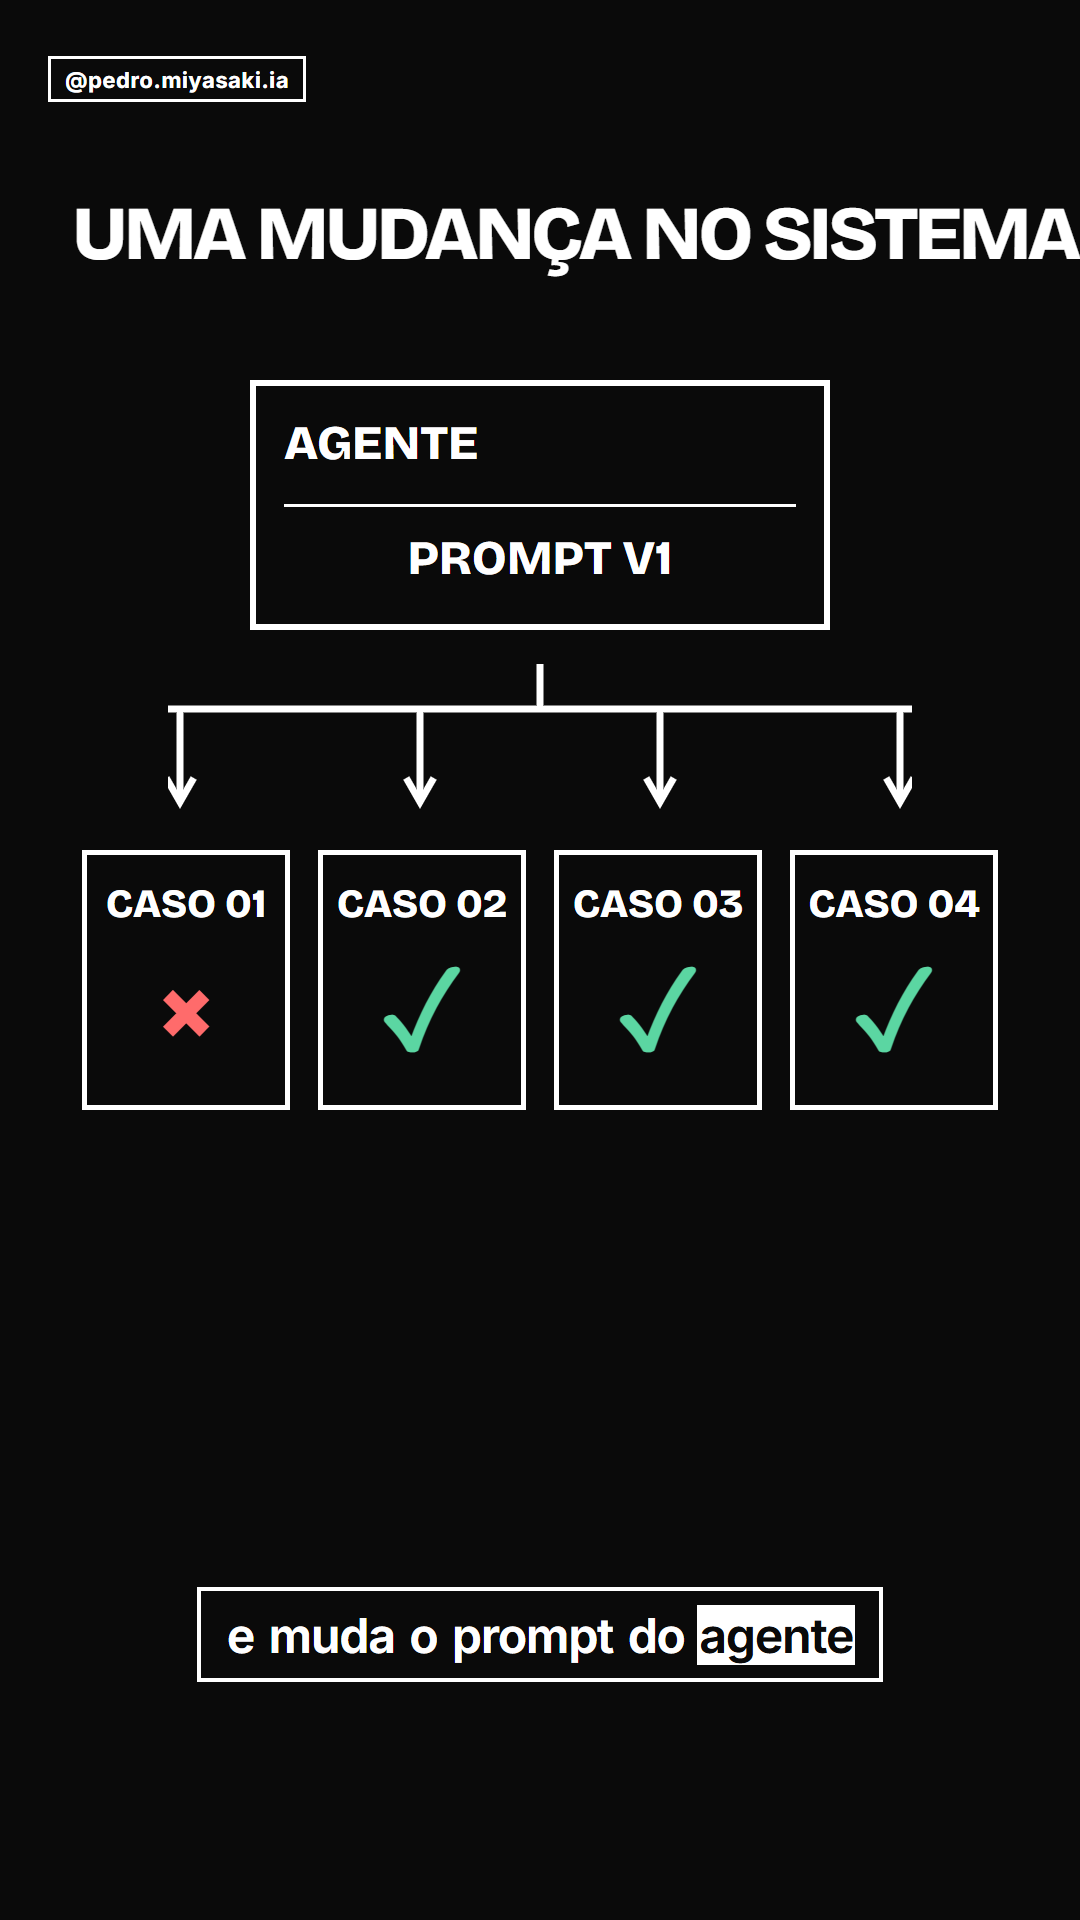 @pedro.miyasaki.ia
UMA MUDANÇA NO SISTEMA
AGENTE
PROMPT V1
CASO 01
CASO 02
CASO 03
CASO 04
e muda o prompt do agente